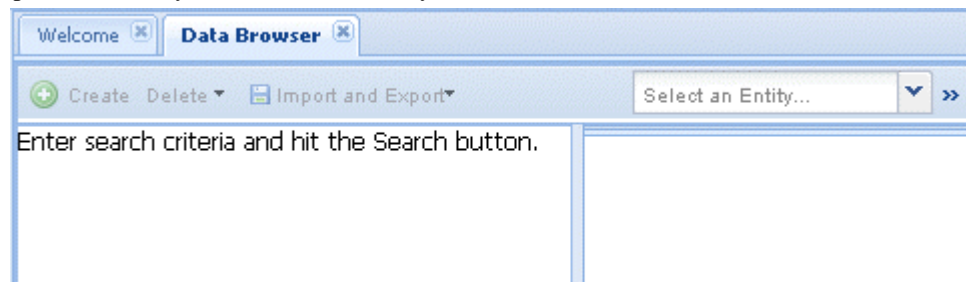 Welcome Data Browser
Create Delete Import and Export Select an Entity...
Enter search criteria and hit the Search button.